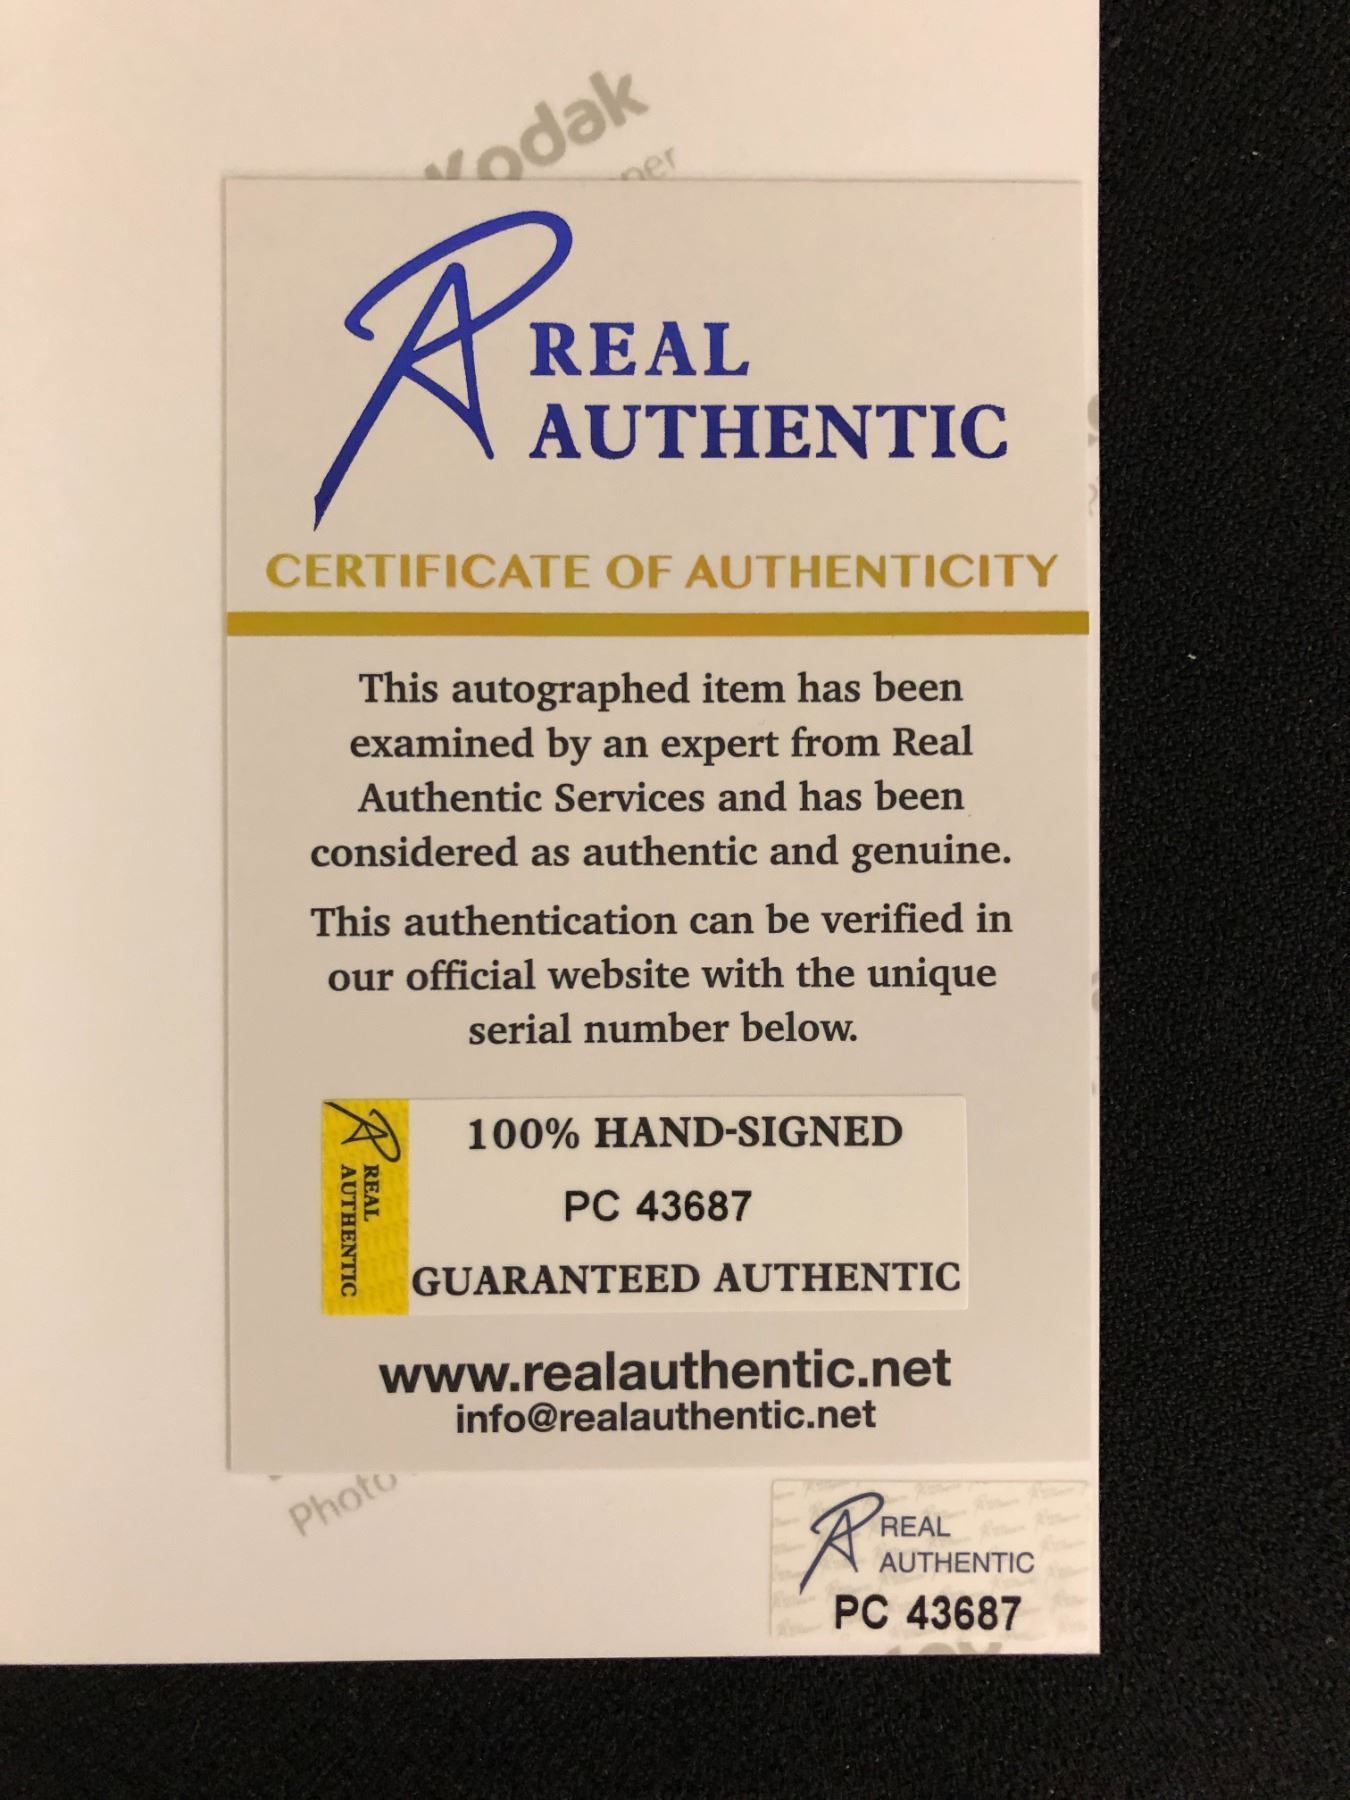 Kodak
REAL
AUTHENTIC
CERTIFICATE OF AUTHENTICITY
This autographed item has been
examined by an expert from Real
Authentic Services and has been
considered as authentic and genuine.
This authentication can be verified in
our official website with the unique
serial number below.
REAL
AUTHENTIC
100% HAND-SIGNED
PC 43687
GUARANTEED AUTHENTIC
www.realauthentic.net
info@realauthentic.net
Photo
REAL
AUTHENTIC
PC 43687